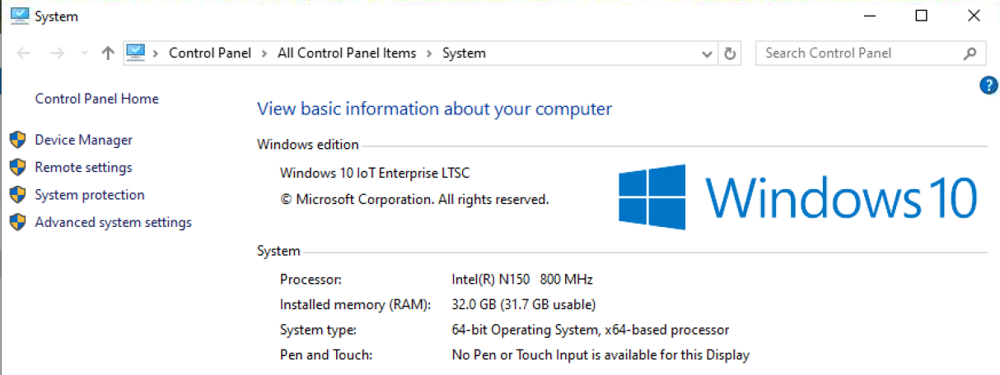 System
Control Panel > All Control Panel Items > System
Search Control Panel
?
Control Panel Home
Device Manager
Remote settings
System protection
Advanced system settings
View basic information about your computer
Windows edition
Windows 10 IoT Enterprise LTSC
© Microsoft Corporation. All rights reserved.
Windows 10
System
Processor: Intel(R) N150 800 MHz
Installed memory (RAM): 32.0 GB (31.7 GB usable)
System type: 64-bit Operating System, x64-based processor
Pen and Touch: No Pen or Touch Input is available for this Display